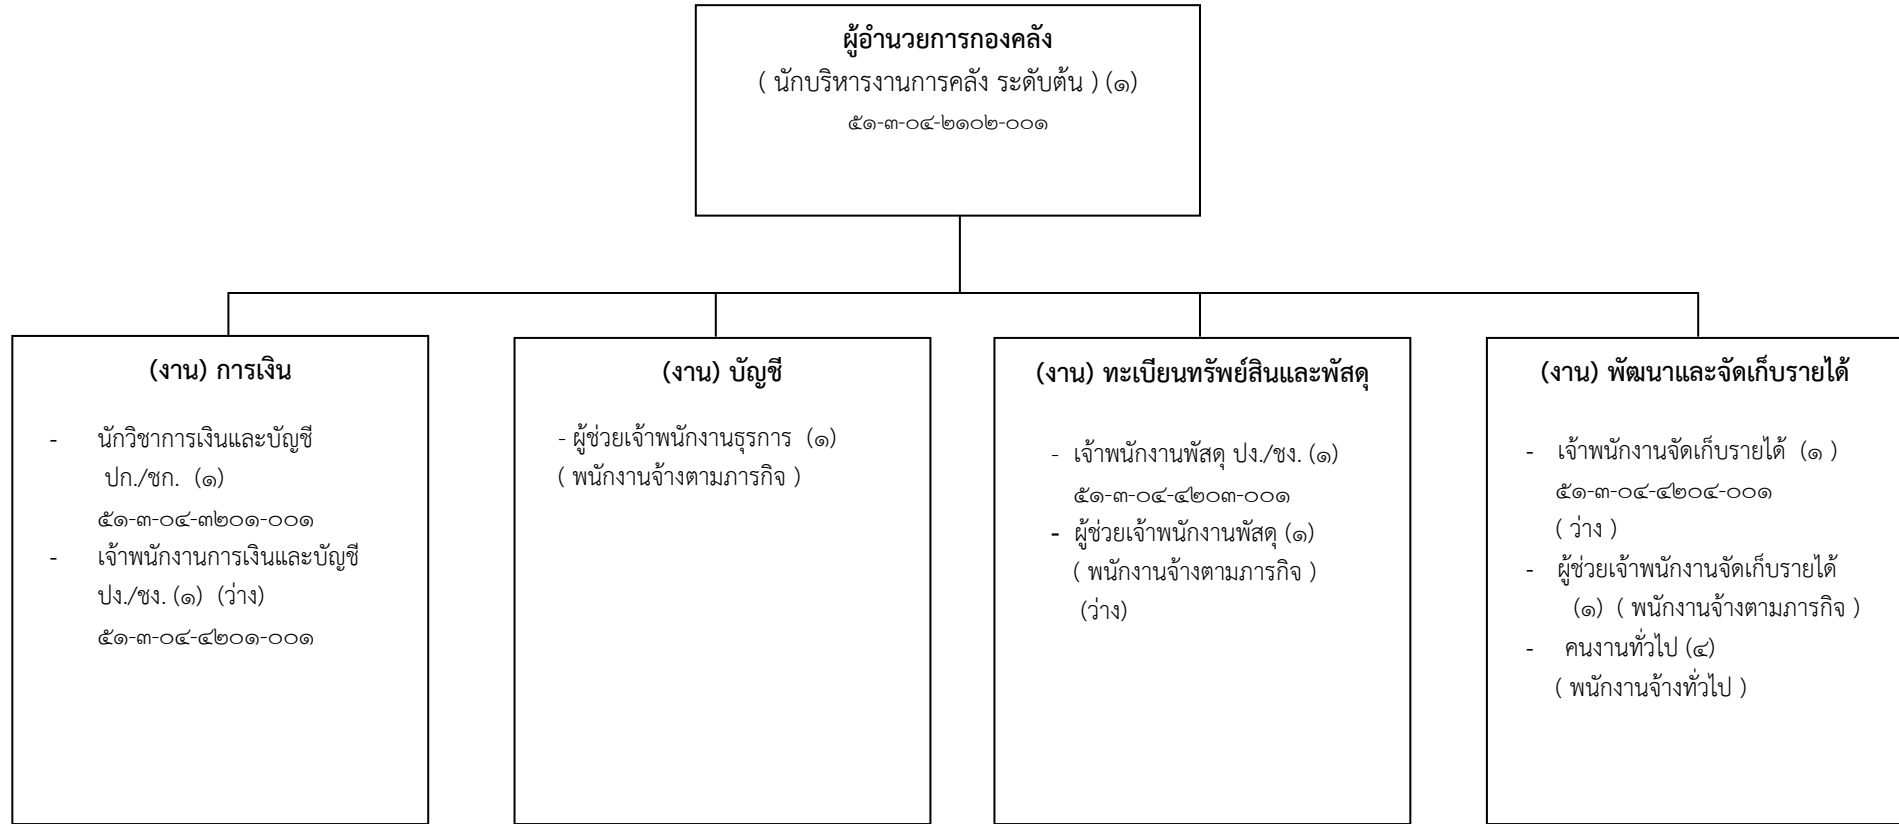 ผู้อำนวยการกองคลัง
( นักบริหารงานการคลัง ระดับต้น ) (๑)
๕๑-๓-๐๔-๒๑๐๒-๐๐๑
(งาน) การเงิน
- นักวิชาการเงินและบัญชี
ปก./ชก. (๑)
๕๑-๓-๐๔-๓๒๐๑-๐๐๑
- เจ้าพนักงานการเงินและบัญชี
ปง./ชง. (๑) (ว่าง)
๕๑-๓-๐๔-๔๒๐๑-๐๐๑
(งาน) บัญชี
- ผู้ช่วยเจ้าพนักงานธุรการ (๑)
( พนักงานจ้างตามภารกิจ )
(งาน) ทะเบียนทรัพย์สินและพัสดุ
- เจ้าพนักงานพัสดุ ปง./ชง. (๑)
๕๑-๓-๐๔-๔๒๐๓-๐๐๑
- ผู้ช่วยเจ้าพนักงานพัสดุ (๑)
( พนักงานจ้างตามภารกิจ )
(ว่าง)
(งาน) พัฒนาและจัดเก็บรายได้
- เจ้าพนักงานจัดเก็บรายได้ (๑ )
๕๑-๓-๐๔-๔๒๐๔-๐๐๑
( ว่าง )
- ผู้ช่วยเจ้าพนักงานจัดเก็บรายได้
(๑) ( พนักงานจ้างตามภารกิจ )
- คนงานทั่วไป (๔)
( พนักงานจ้างทั่วไป )